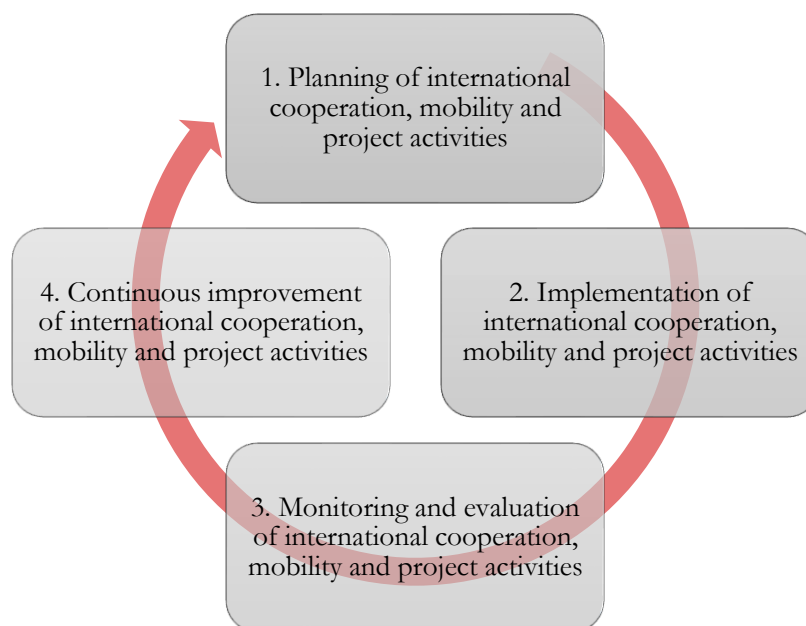 1. Planning of international
cooperation, mobility and
project activities
2. Implementation of
international cooperation,
mobility and project activities
3. Monitoring and evaluation
of international cooperation,
mobility and project activities
4. Continuous improvement
of international cooperation,
mobility and project activities